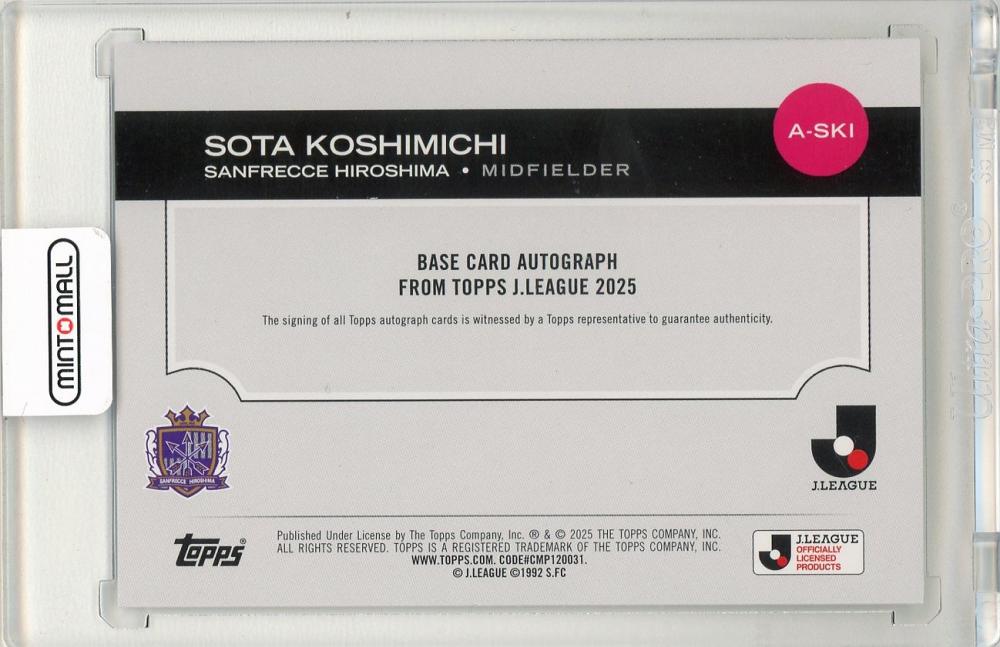 SOTA KOSHIMICHI
SANFRECCE HIROSHIMA • MIDFIELDER
A-SKI
BASE CARD AUTOGRAPH
FROM TOPPS J.LEAGUE 2025
The signing of all Topps autograph cards is witnessed by a Topps representative to guarantee authenticity.
MINTOMALL
SANFRECCE HIROSHIMA
J.LEAGUE
Topps®
Published Under License by The Topps Company, Inc. ® & © 2025 THE TOPPS COMPANY, INC.
ALL RIGHTS RESERVED. TOPPS IS A REGISTERED TRADEMARK OF THE TOPPS COMPANY, INC.
WWW.TOPPS.COM. CODE#CMP120031.
© J.LEAGUE ©1992 S.FC
J.LEAGUE
OFFICIALLY
LICENSED
PRODUCTS